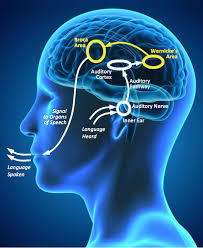 Broca
Area
Wernicke's
Area
Auditory
Cortex
Auditory
Pathway
Signal
to Organs
of Speech
Auditory Nerve
Inner Ear
Language
Heard
Language
Spoken